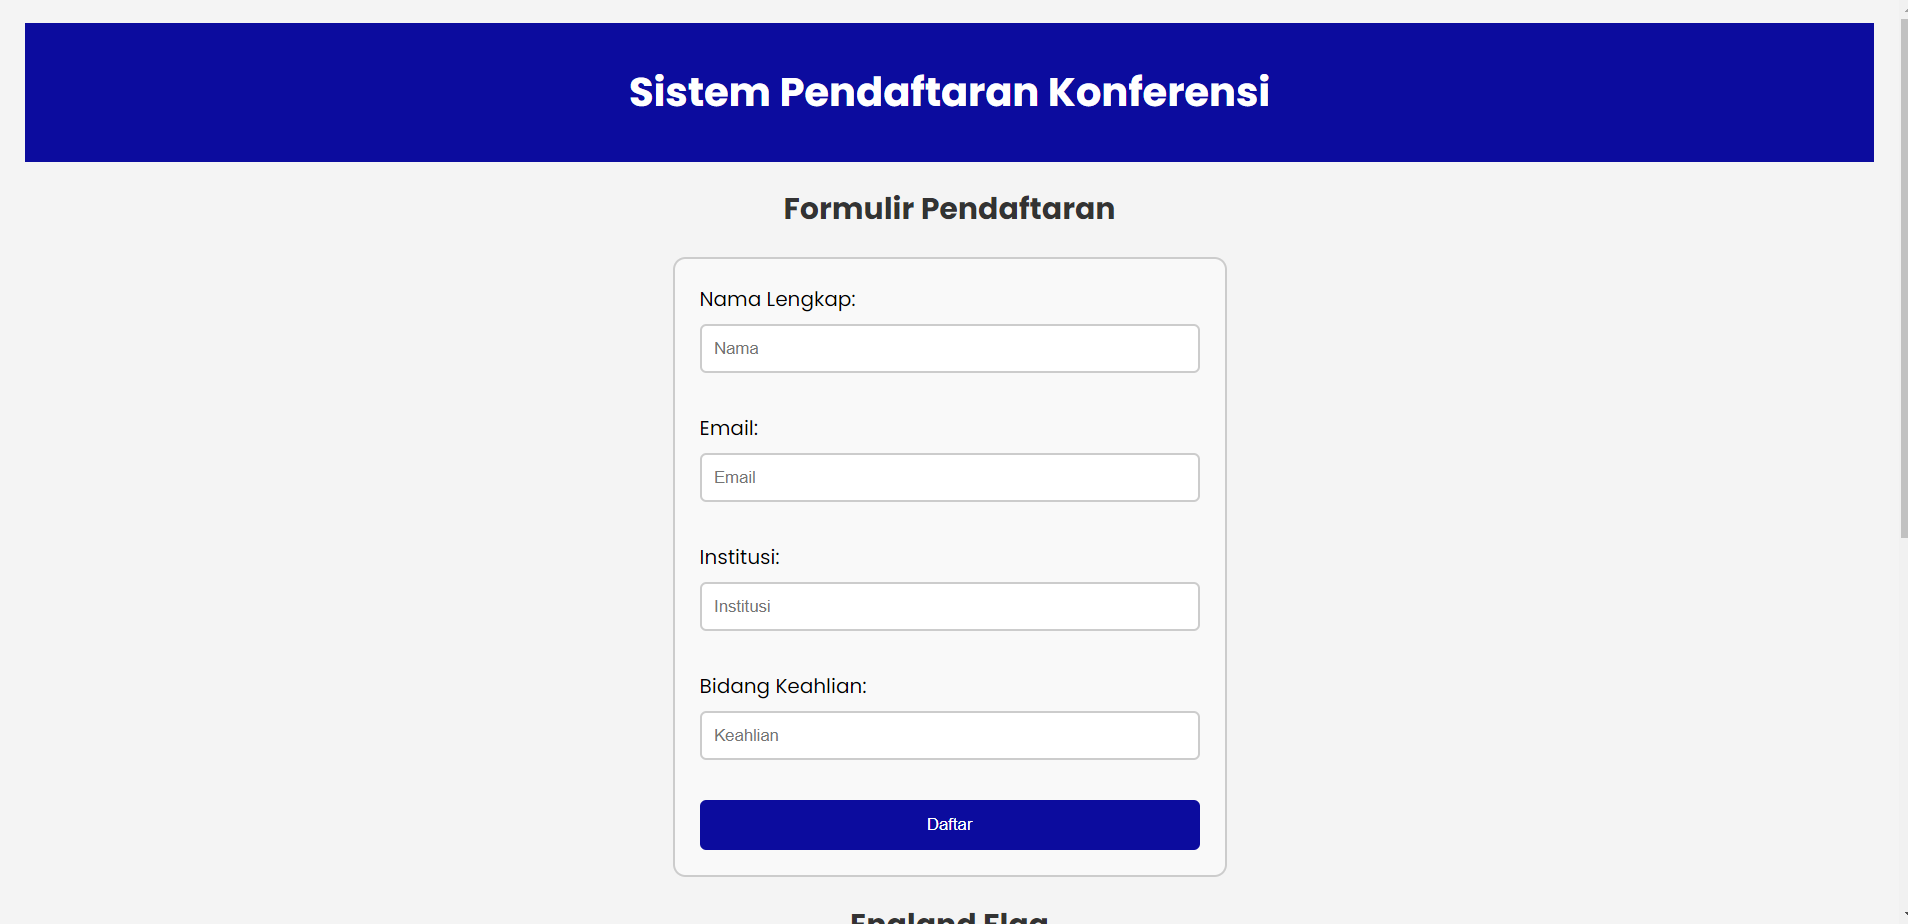 Sistem Pendaftaran Konferensi
Formulir Pendaftaran
Nama Lengkap:
Nama
Email:
Email
Institusi:
Institusi
Bidang Keahlian:
Keahlian
Daftar
England Flag